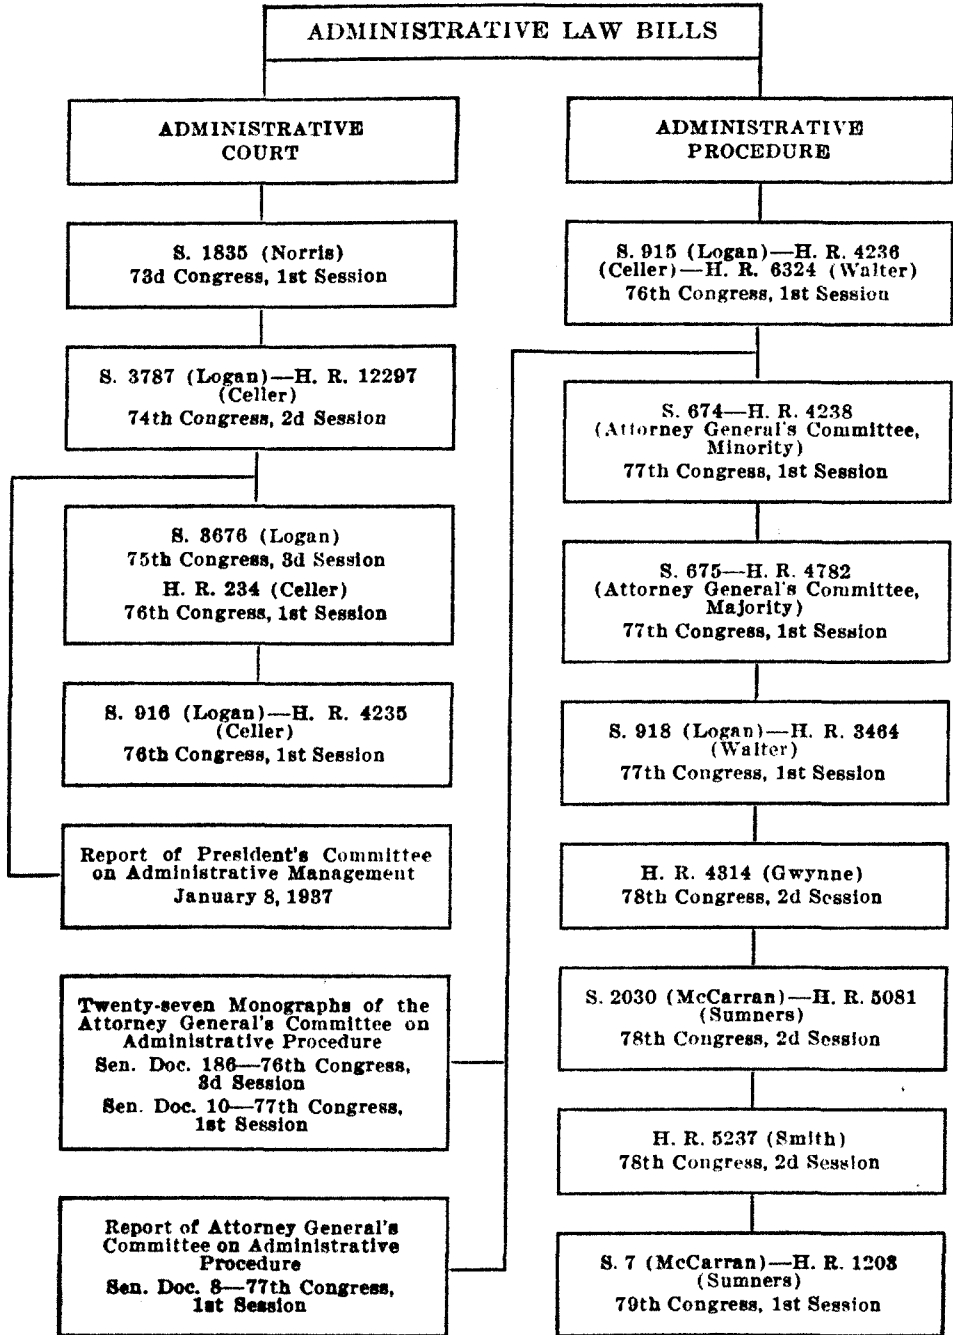 ADMINISTRATIVE LAW BILLS
ADMINISTRATIVE
COURT
S. 1835 (Norris)
73d Congress, 1st Session
S. 3787 (Logan)—H. R. 12297
(Celler)
74th Congress, 2d Session
S. 3676 (Logan)
75th Congress, 3d Session
H. R. 234 (Celler)
76th Congress, 1st Session
S. 916 (Logan)—H. R. 4235
(Celler)
76th Congress, 1st Session
Report of President's Committee
on Administrative Management
January 8, 1937
Twenty-seven Monographs of the
Attorney General's Committee on
Administrative Procedure
Sen. Doc. 186—76th Congress,
3d Session
Sen. Doc. 10—77th Congress,
1st Session
Report of Attorney General's
Committee on Administrative
Procedure
Sen. Doc. 8—77th Congress,
1st Session
ADMINISTRATIVE
PROCEDURE
S. 915 (Logan)—H. R. 4236
(Celler)—H. R. 6324 (Walter)
76th Congress, 1st Session
S. 674—H. R. 4238
(Attorney General's Committee,
Minority)
77th Congress, 1st Session
S. 675—H. R. 4782
(Attorney General's Committee,
Majority)
77th Congress, 1st Session
S. 918 (Logan)—H. R. 3464
(Walter)
77th Congress, 1st Session
H. R. 4314 (Gwynne)
78th Congress, 2d Session
S. 2030 (McCarran)—H. R. 5081
(Sumners)
78th Congress, 2d Session
H. R. 5237 (Smith)
78th Congress, 2d Session
S. 7 (McCarran)—H. R. 1203
(Sumners)
79th Congress, 1st Session